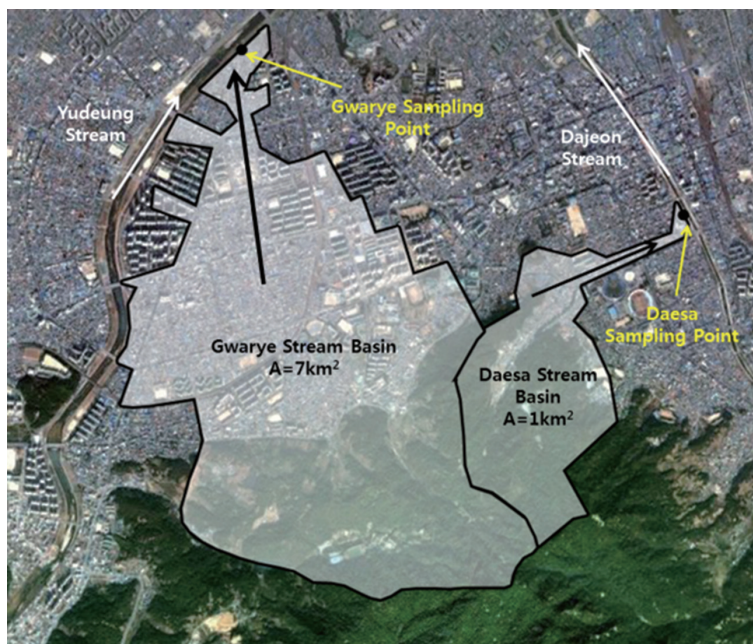 Gwarye Sampling
Point
Yudeung
Stream
Dajeon
Stream
Daesa
Sampling Point
Gwarye Stream Basin
A=7km²
Daesa Stream
Basin
A=1km²